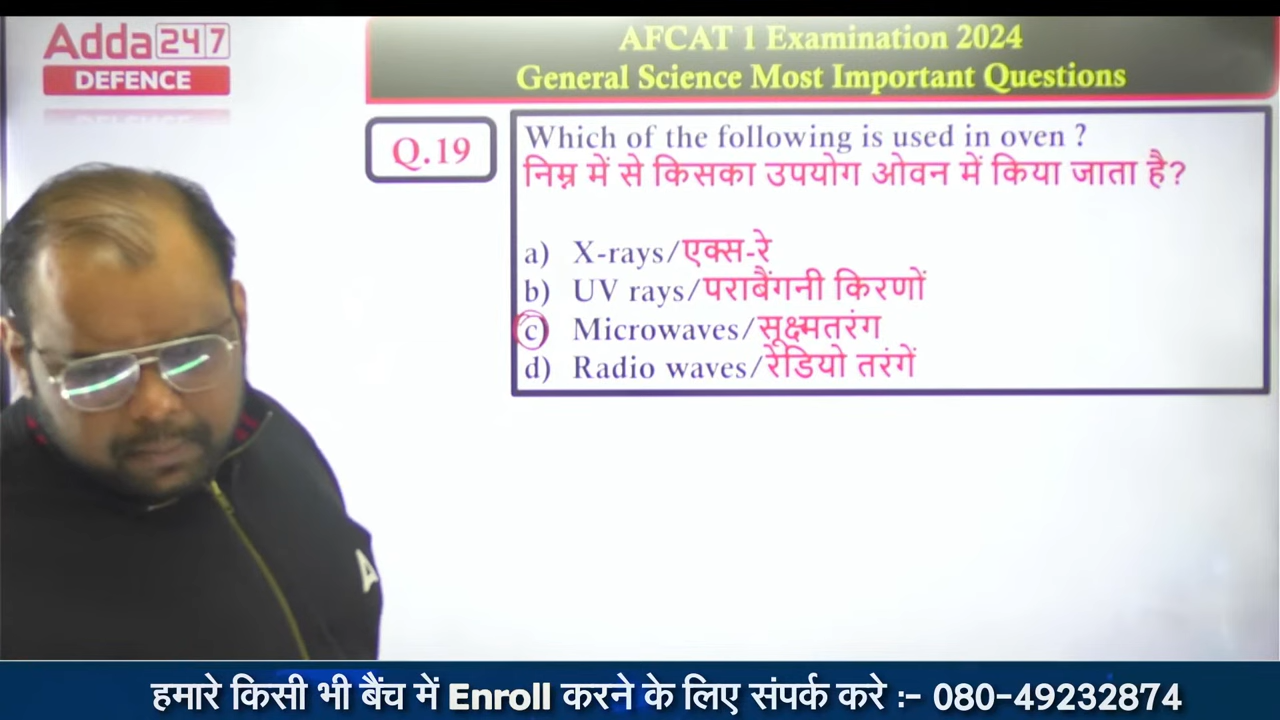 Adda 247
DEFENCE
AFCAT 1 Examination 2024
General Science Most Important Questions
Q.19
Which of the following is used in oven ?
निम्न में से किसका उपयोग ओवन में किया जाता है?
a) X-rays/एक्स-रे
b) UV rays/पराबैंगनी किरणों
c) Microwaves/सूक्ष्मतरंग
d) Radio waves/रेडियो तरंगें
A
हमारे किसी भी बैंच में Enroll करने के लिए संपर्क करे :- 080-49232874